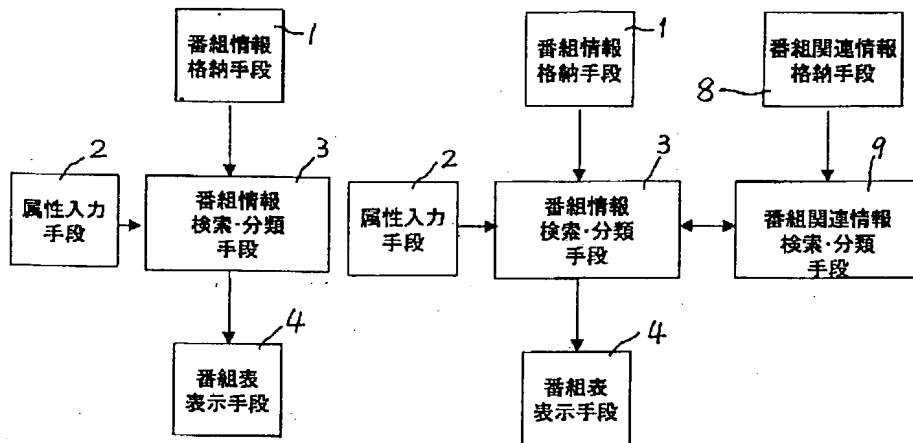 1
番組情報
格納手段
2
属性入力
手段
3
番組情報
検索・分類
手段
4
番組表
表示手段
1
番組情報
格納手段
8
番組関連情報
格納手段
2
属性入力
手段
3
番組情報
検索・分類
手段
9
番組関連情報
検索・分類
手段
4
番組表
表示手段